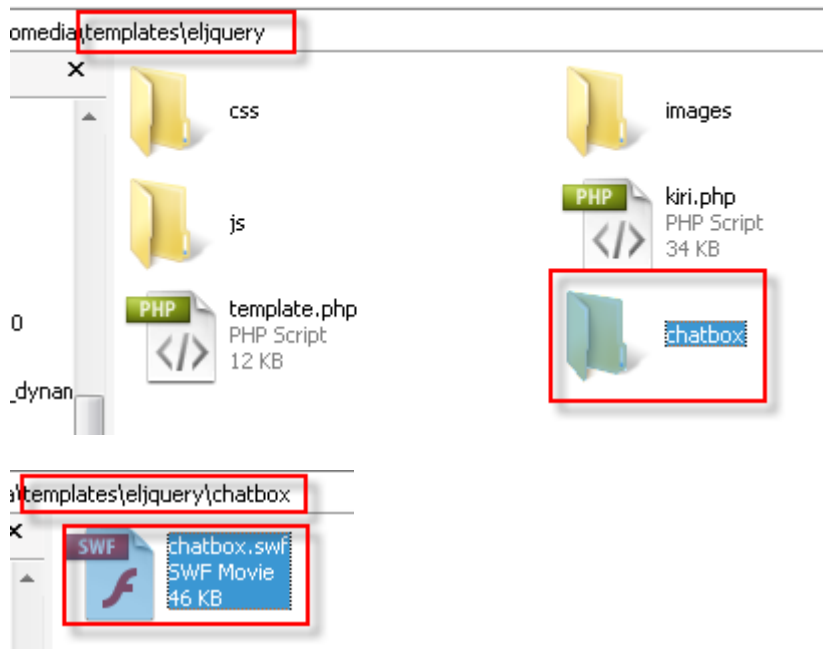 omedia\templates\eljquery
×
css
images
js
PHP
kiri.php
PHP Script
34 KB
PHP
template.php
PHP Script
12 KB
chatbox
0
_dynan
a\templates\eljquery\chatbox
×
SWF
chatbox.swf
SWF Movie
46 KB